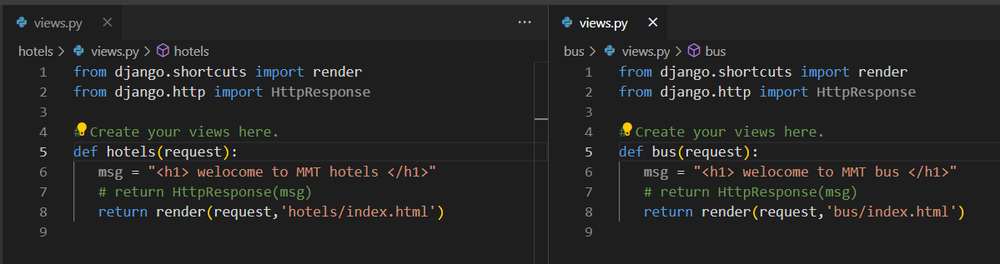 views.py
hotels > views.py > hotels
1 from django.shortcuts import render
2 from django.http import HttpResponse
3
4 # Create your views here.
5 def hotels(request):
6 msg = "<h1> welocome to MMT hotels </h1>"
7 # return HttpResponse(msg)
8 return render(request,'hotels/index.html')
9
views.py
bus > views.py > bus
1 from django.shortcuts import render
2 from django.http import HttpResponse
3
4 # Create your views here.
5 def bus(request):
6 msg = "<h1> welocome to MMT bus </h1>"
7 # return HttpResponse(msg)
8 return render(request,'bus/index.html')
9